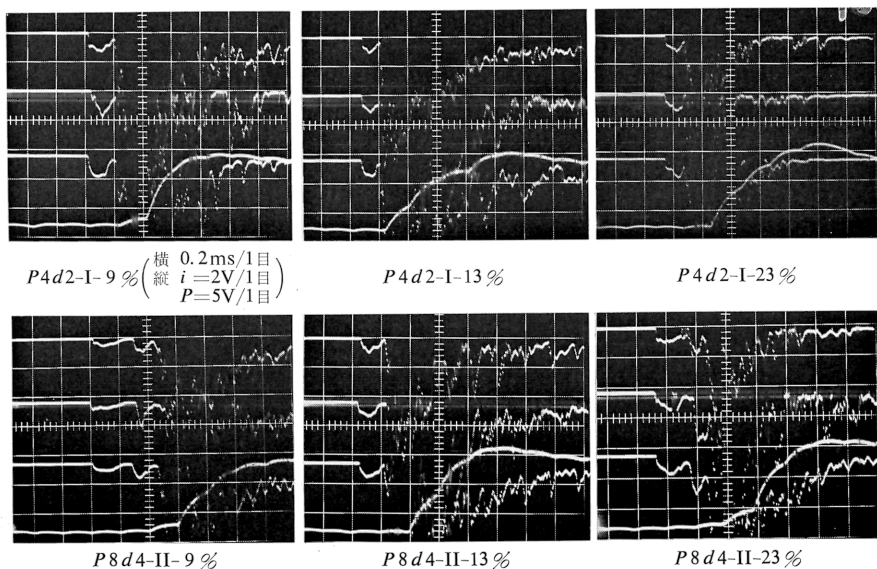 P4d2-I-9%(横 0.2ms/1目
縦 i=2V/1目
P=5V/1目)
P4d2-I-13%
P4d2-I-23%
P8d4-II-9%
P8d4-II-13%
P8d4-II-23%